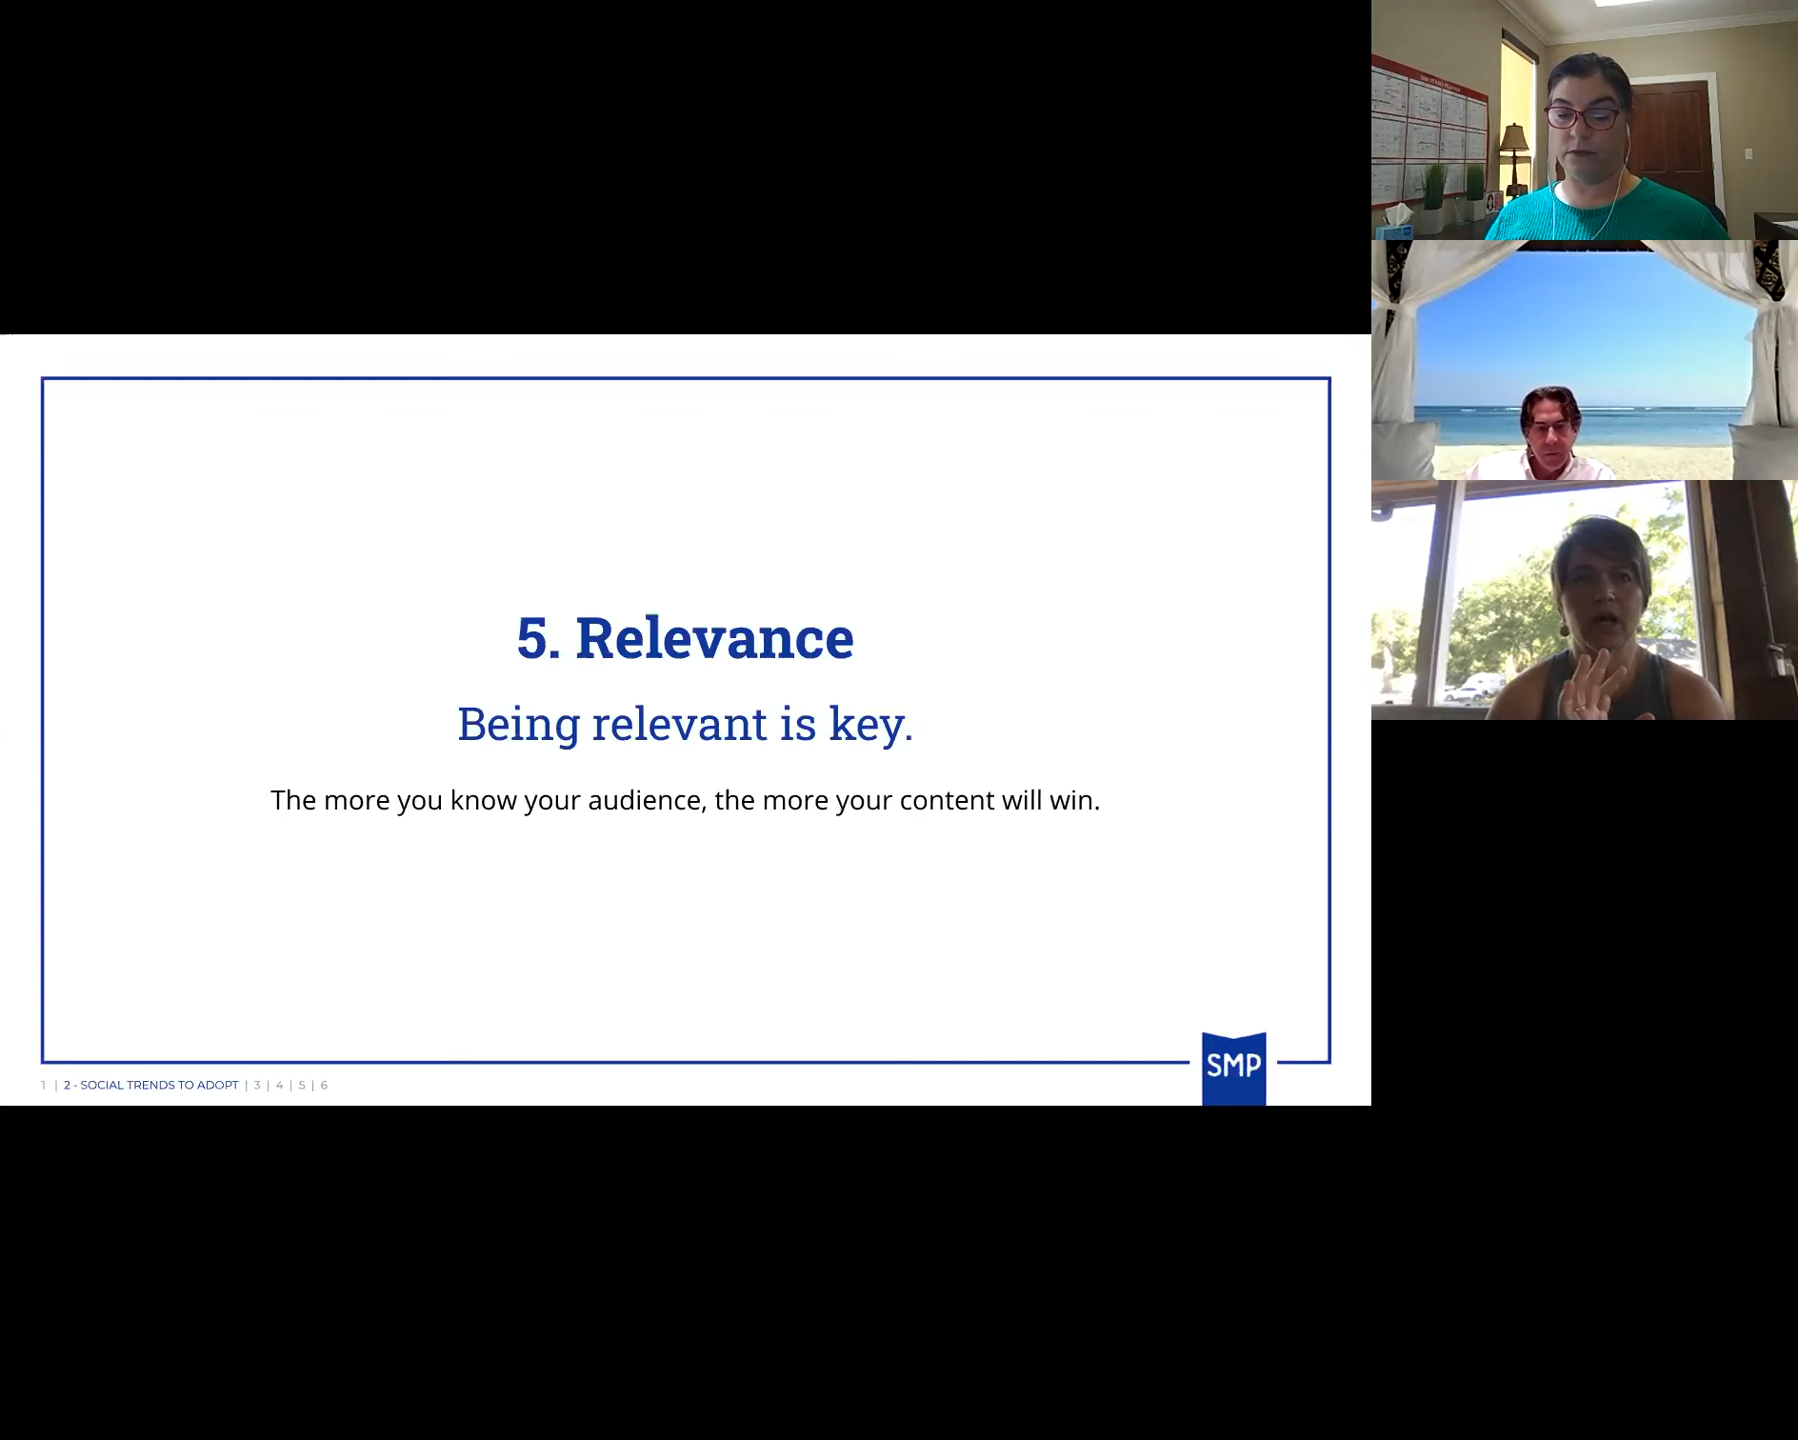 5. Relevance
Being relevant is key.
The more you know your audience, the more your content will win.
SMP
1 | 2 - SOCIAL TRENDS TO ADOPT | 3 | 4 | 5 | 6